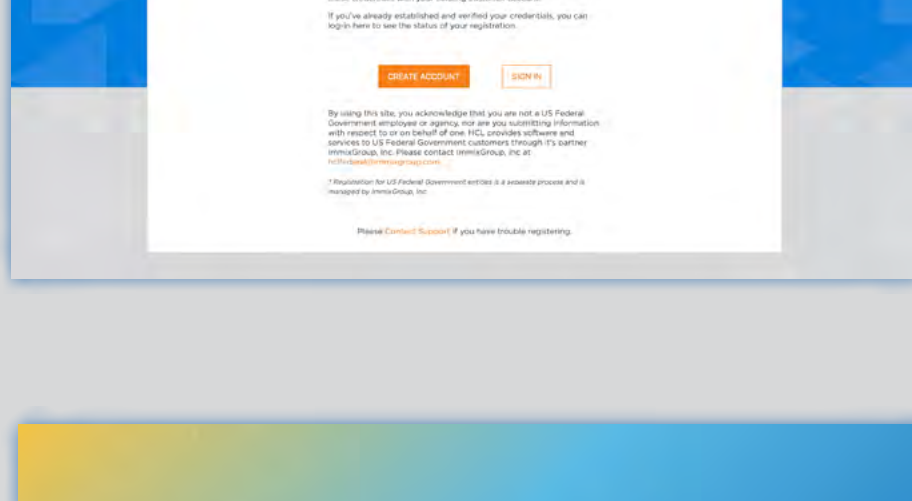 If you've already established and verified your credentials, you can
log-in here to see the status of your registration.
CREATE ACCOUNT
SIGN IN
By using this site, you acknowledge that you are not a US Federal
Government employee or agency, nor are you submitting information
with respect to or on behalf of one. HCL provides software and
services to US Federal Government customers through it's partner
immixGroup, Inc. Please contact immixGroup, Inc at
hclfederal@immixgroup.com.
* Registration for US Federal Government entities is a separate process and is
managed by immixGroup, Inc
Please Contact Support if you have trouble registering.